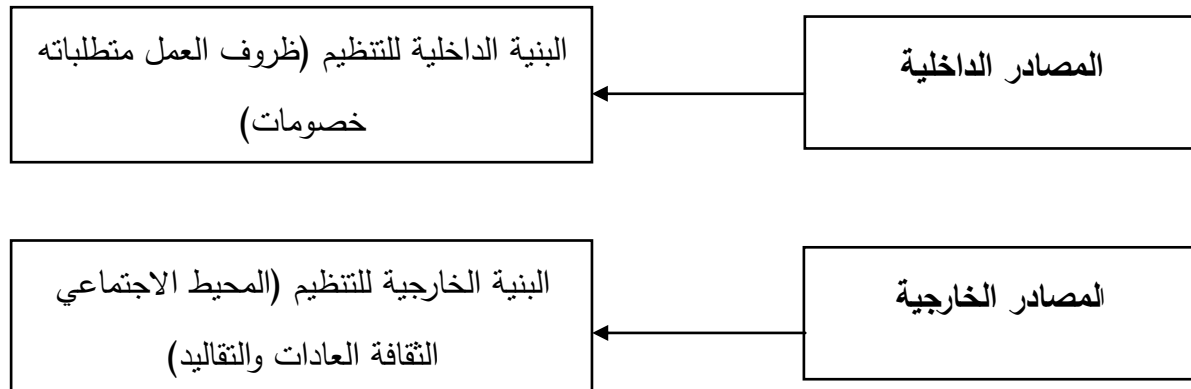 المصادر الداخلية
البنية الداخلية للتنظيم (ظروف العمل متطلباته
خصومات)
المصادر الخارجية
البنية الخارجية للتنظيم (المحيط الاجتماعي
الثقافة العادات والتقاليد)